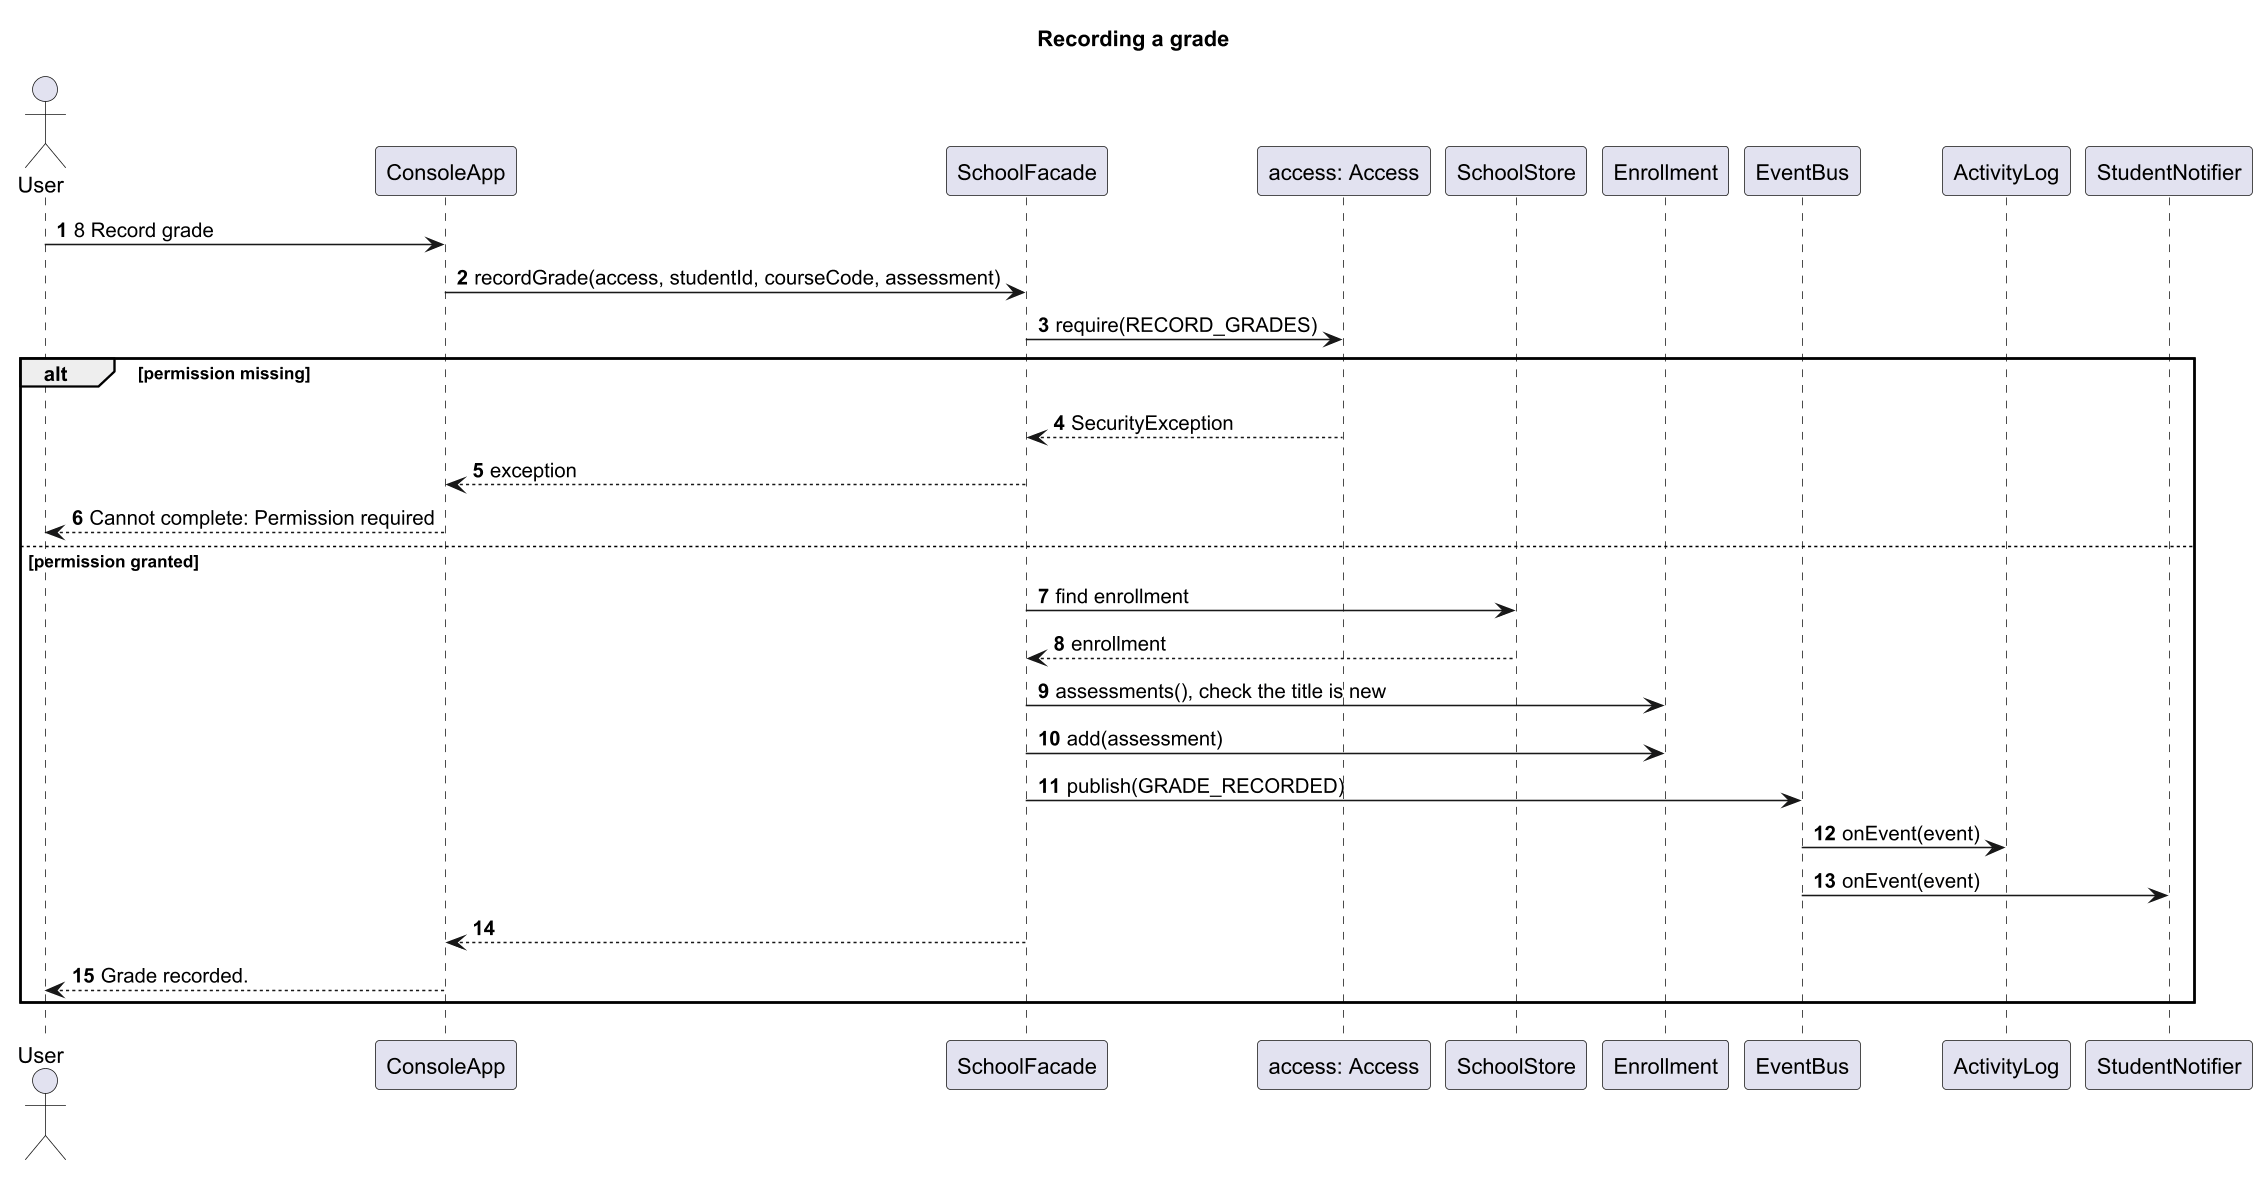 Recording a grade
User
ConsoleApp
SchoolFacade
access: Access
SchoolStore
Enrollment
EventBus
ActivityLog
StudentNotifier
1 8 Record grade
2 recordGrade(access, studentId, courseCode, assessment)
3 require(RECORD_GRADES)
alt [permission missing]
4 SecurityException
5 exception
6 Cannot complete: Permission required
[permission granted]
7 find enrollment
8 enrollment
9 assessments(), check the title is new
10 add(assessment)
11 publish(GRADE_RECORDED)
12 onEvent(event)
13 onEvent(event)
14
15 Grade recorded.
User
ConsoleApp
SchoolFacade
access: Access
SchoolStore
Enrollment
EventBus
ActivityLog
StudentNotifier